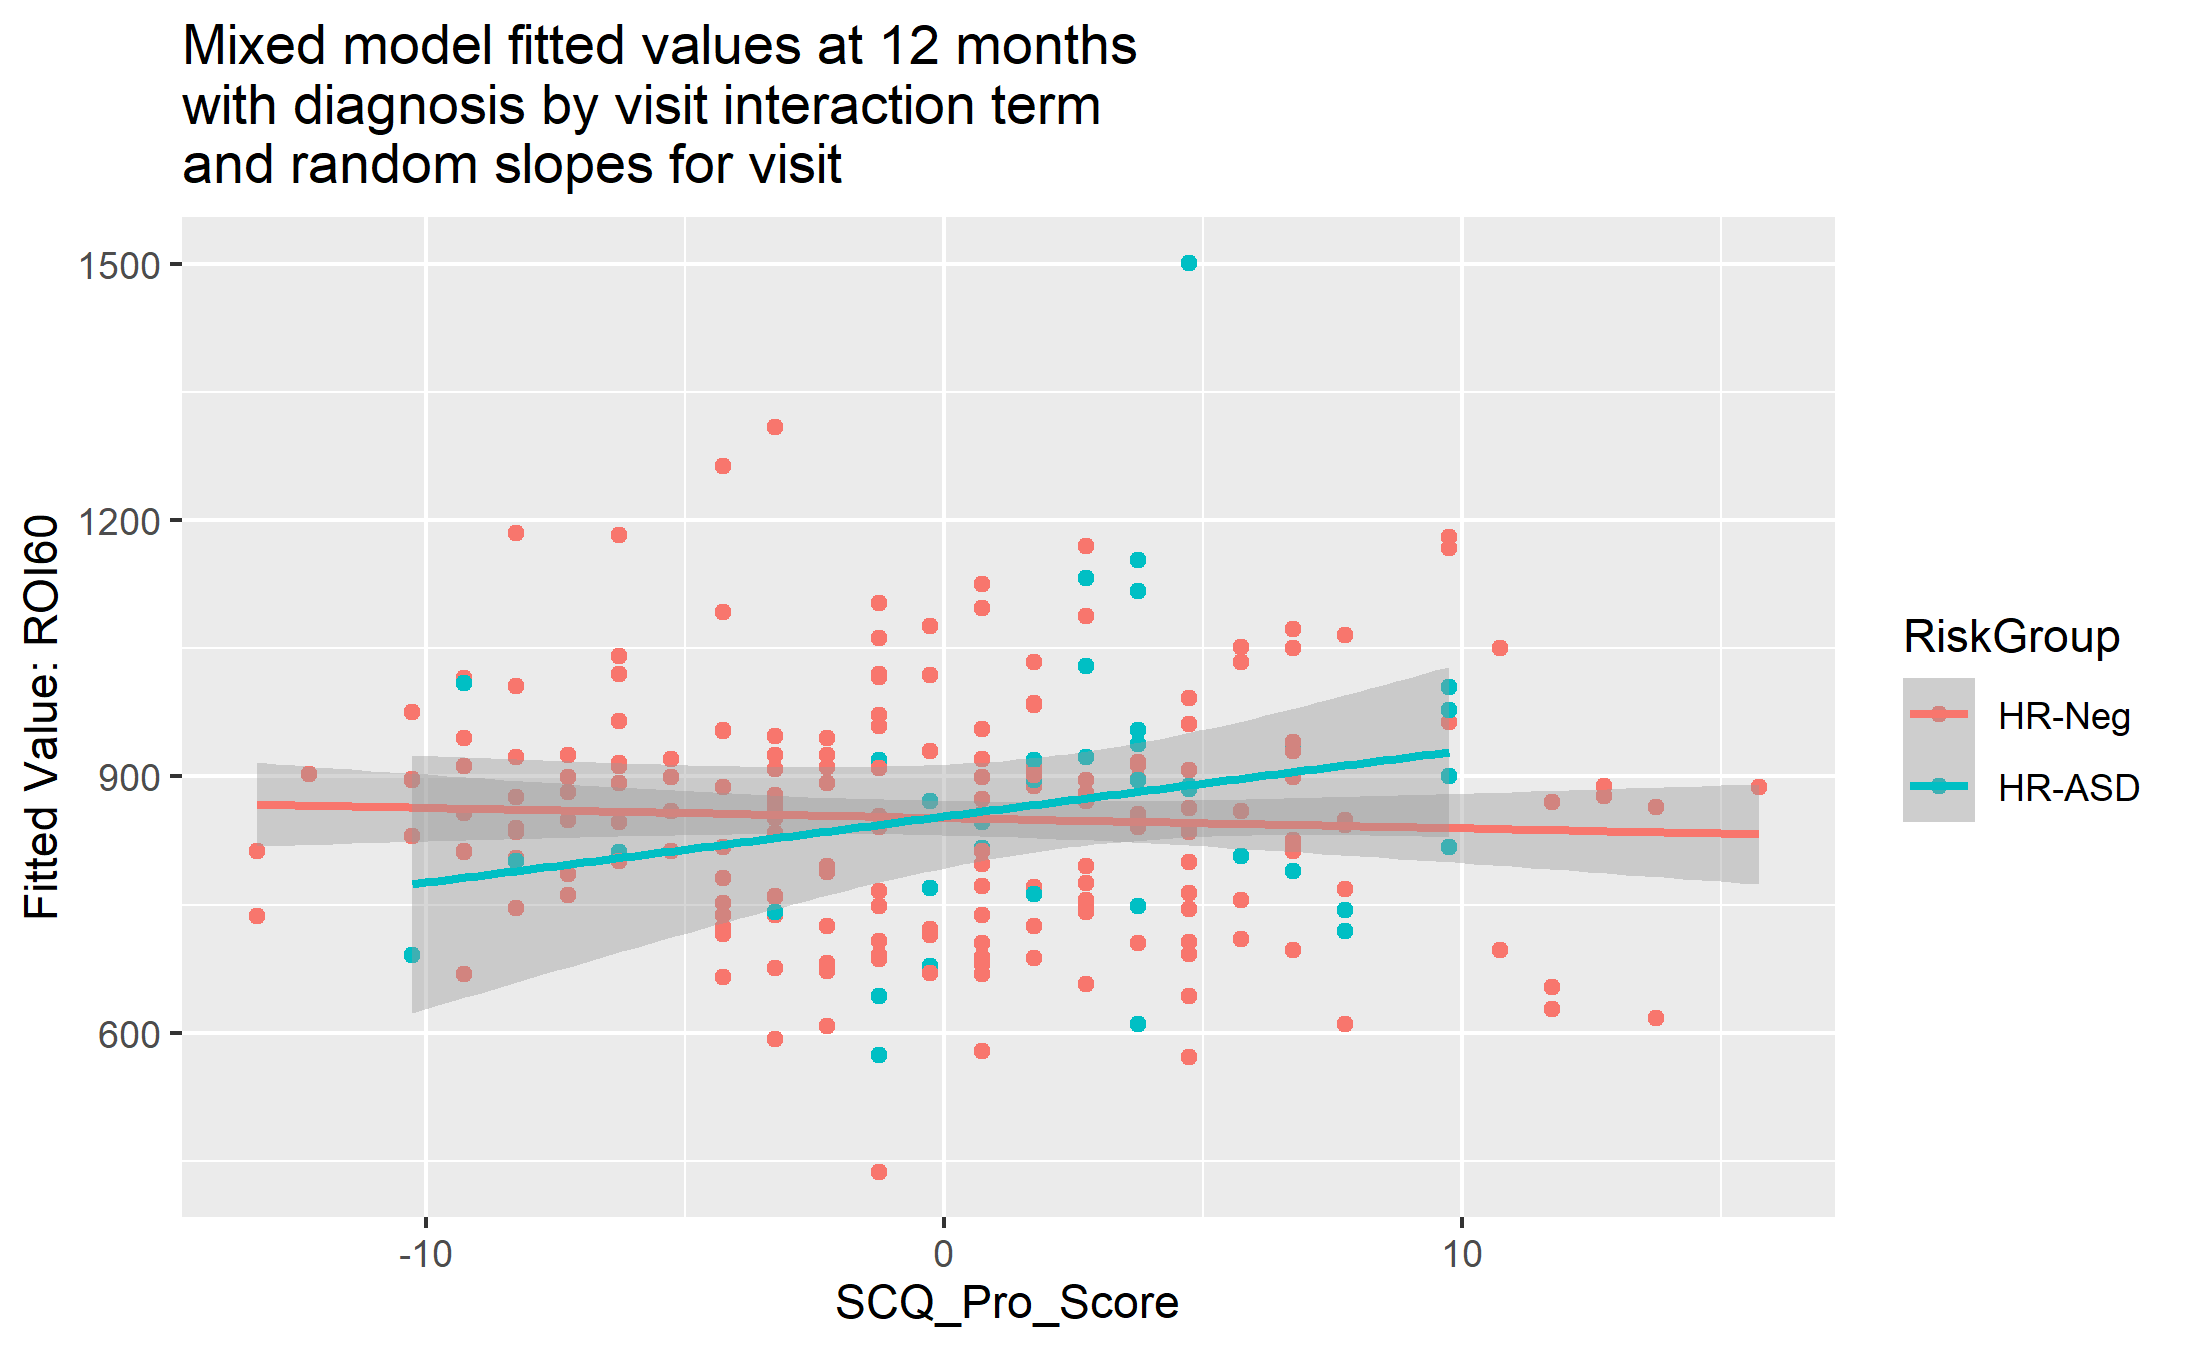 Mixed model fitted values at 12 months
with diagnosis by visit interaction term
and random slopes for visit
1500
1200
900
600
Fitted Value: ROI60
-10
0
10
SCQ_Pro_Score
RiskGroup
HR-Neg
HR-ASD